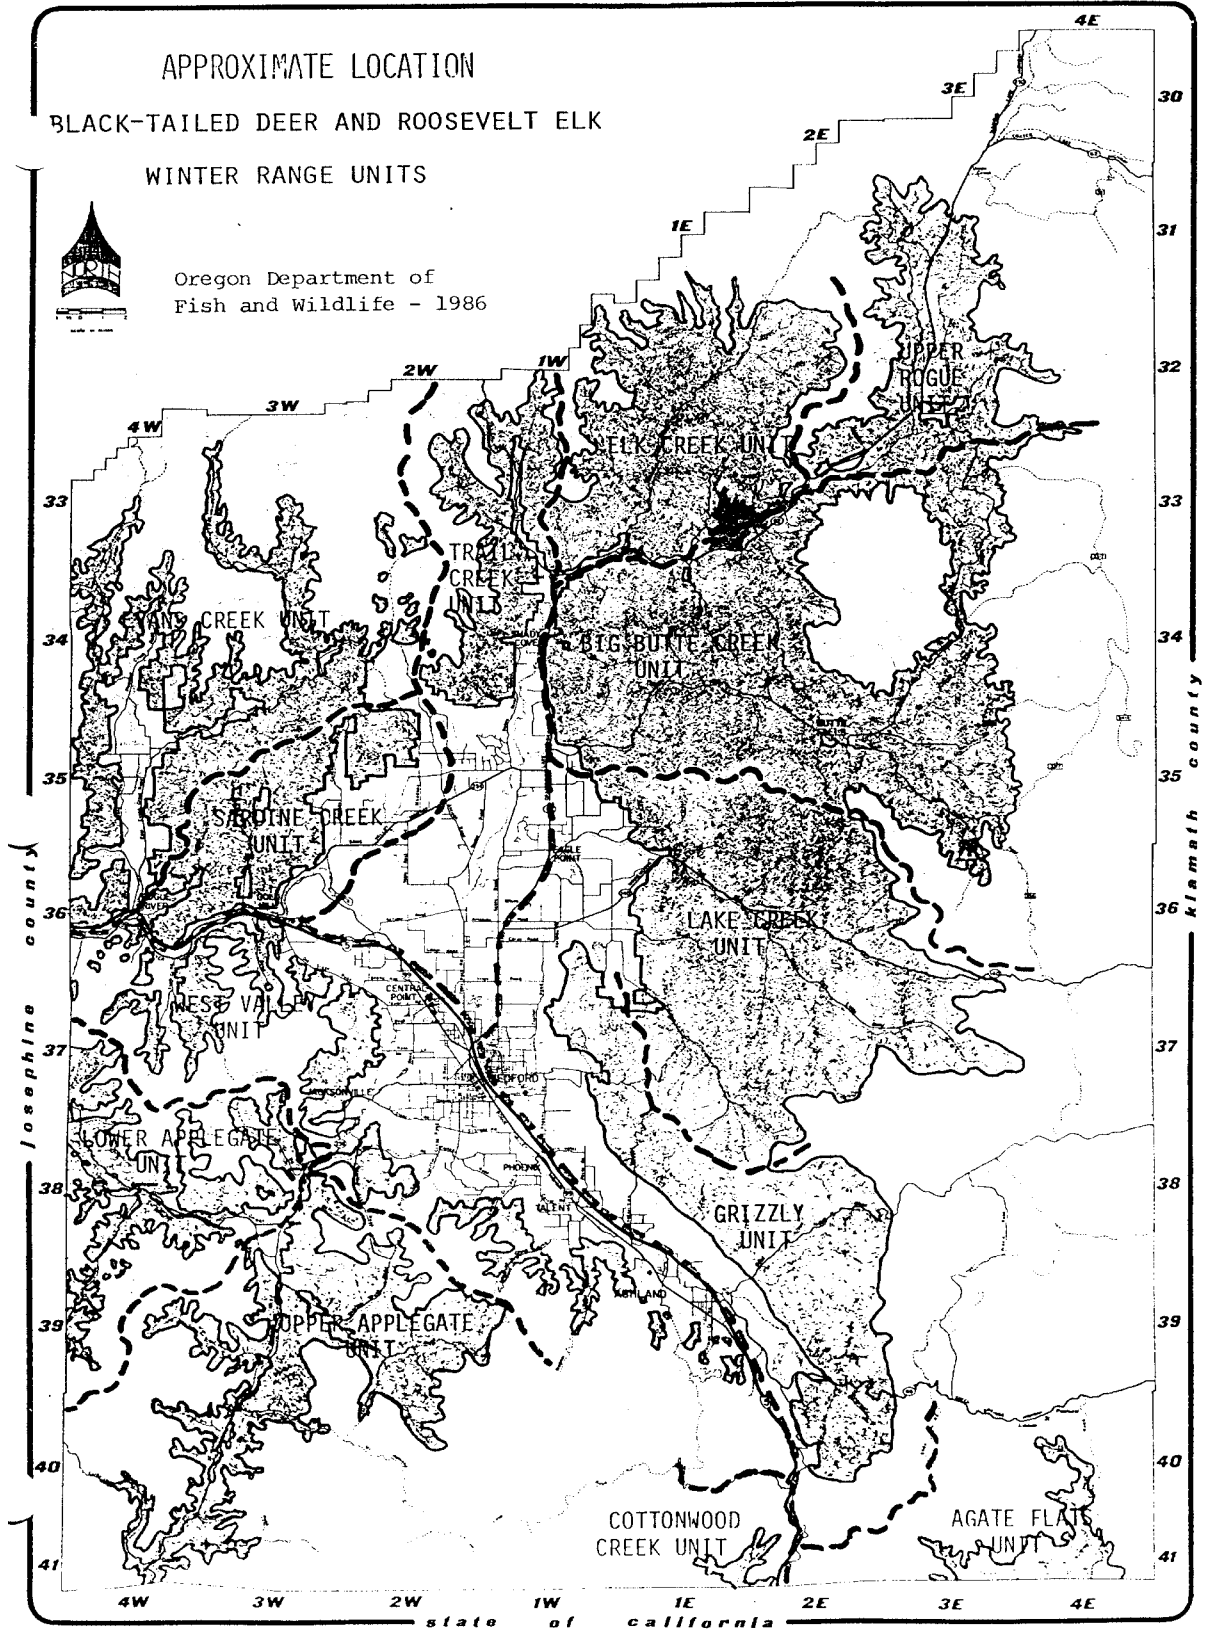 APPROXIMATE LOCATION
BLACK-TAILED DEER AND ROOSEVELT ELK
WINTER RANGE UNITS
Oregon Department of
Fish and Wildlife - 1986
4E
3E
2E
1E
1W
2W
3W
4W
30
31
32
33
34
35
36
37
38
39
40
41
33
34
35
36
37
38
39
40
41
UPPER
ROGUE
UNIT
ELK CREEK UNIT
TRAIL
CREEK
UNIT
EVANS CREEK UNIT
BIG BUTTE CREEK
UNIT
SARDINE CREEK
UNIT
EAGLE
POINT
LAKE CREEK
UNIT
WEST VALLEY
UNIT
CENTRAL
POINT
MEDFORD
JACKSONVILLE
LOWER APPLEGATE
UNIT
PHOENIX
TALENT
GRIZZLY
UNIT
ASHLAND
UPPER APPLEGATE
UNIT
COTTONWOOD
CREEK UNIT
AGATE FLATS
UNIT
4W
3W
2W
1W
1E
2E
3E
4E
josephine county
klamath county
state of california